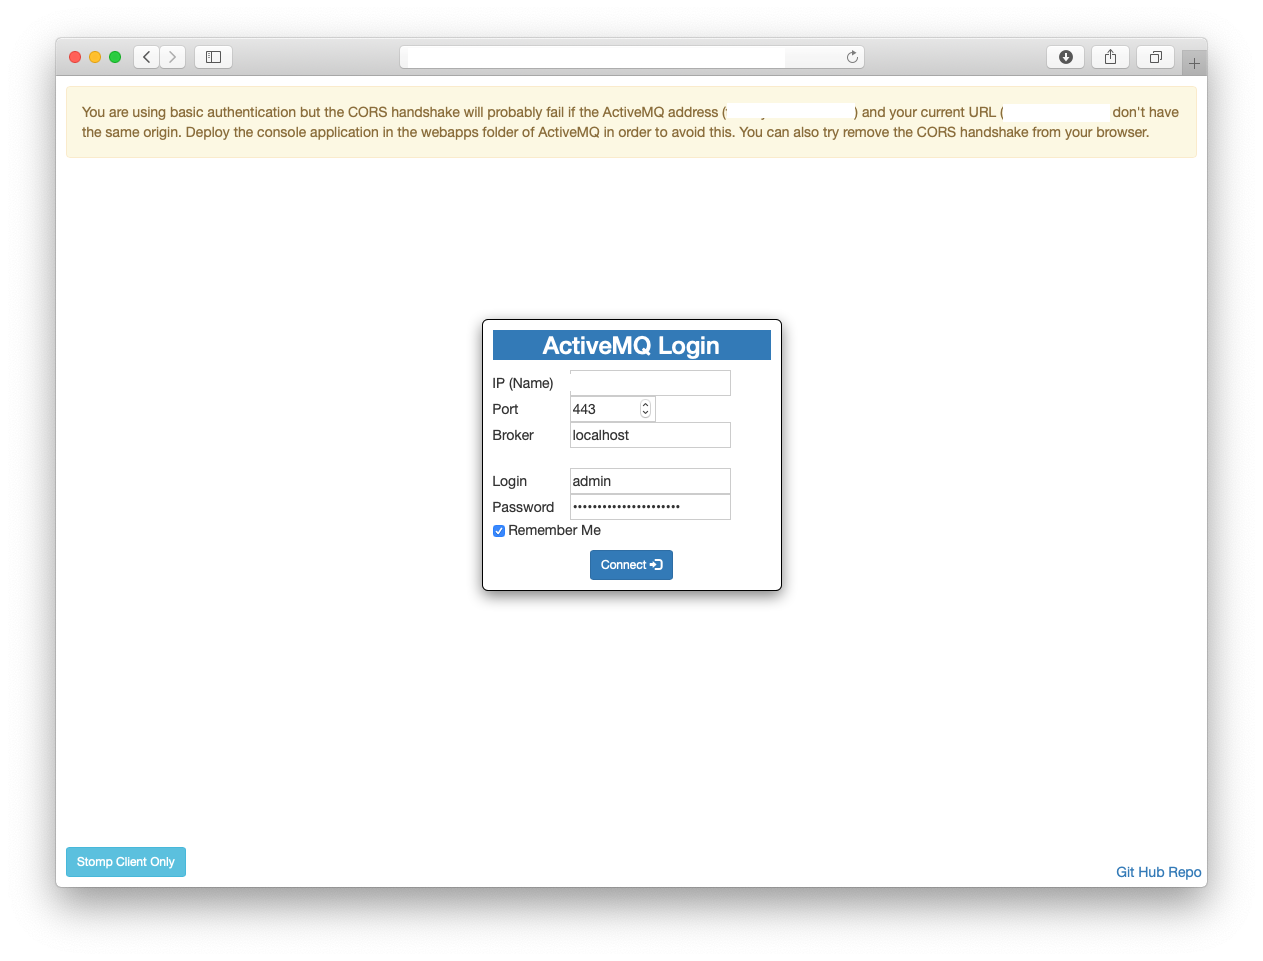 You are using basic authentication but the CORS handshake will probably fail if the ActiveMQ address ( ) and your current URL ( don't have
the same origin. Deploy the console application in the webapps folder of ActiveMQ in order to avoid this. You can also try remove the CORS handshake from your browser.
ActiveMQ Login
IP (Name)
Port 443
Broker localhost
Login admin
Password •••••••••••••••••••••
Remember Me
Connect
Stomp Client Only
Git Hub Repo